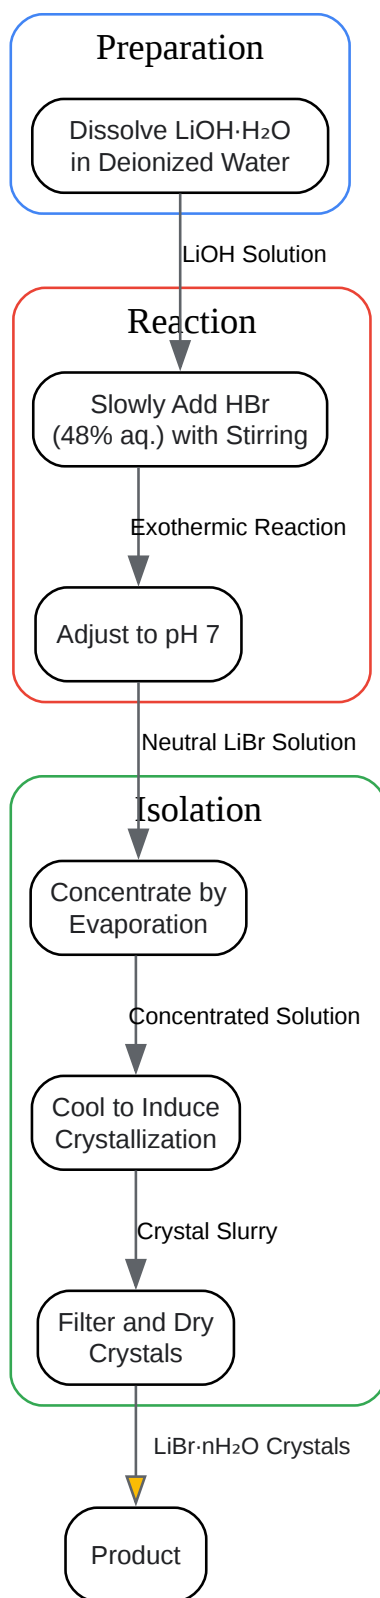 Preparation
Dissolve LiOH·H₂O
in Deionized Water
LiOH Solution
Reaction
Slowly Add HBr
(48% aq.) with Stirring
Exothermic Reaction
Adjust to pH 7
Neutral LiBr Solution
Isolation
Concentrate by
Evaporation
Concentrated Solution
Cool to Induce
Crystallization
Crystal Slurry
Filter and Dry
Crystals
LiBr·nH₂O Crystals
Product